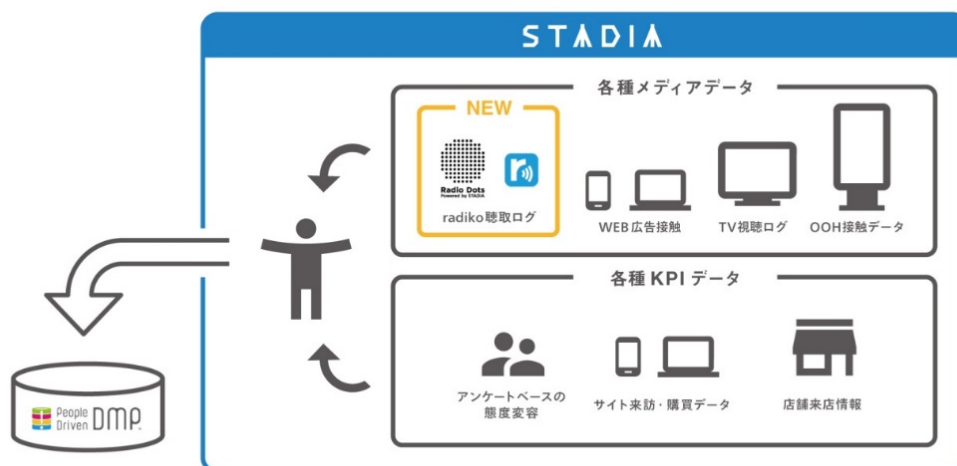 STADIA
各種メディアデータ
NEW
Radio Dots
Powered by STADIA
radiko聴取ログ
WEB広告接触
TV視聴ログ
OOH接触データ
各種KPIデータ
アンケートベースの
態度変容
サイト来訪・購買データ
店舗来店情報
People
Driven DMP™